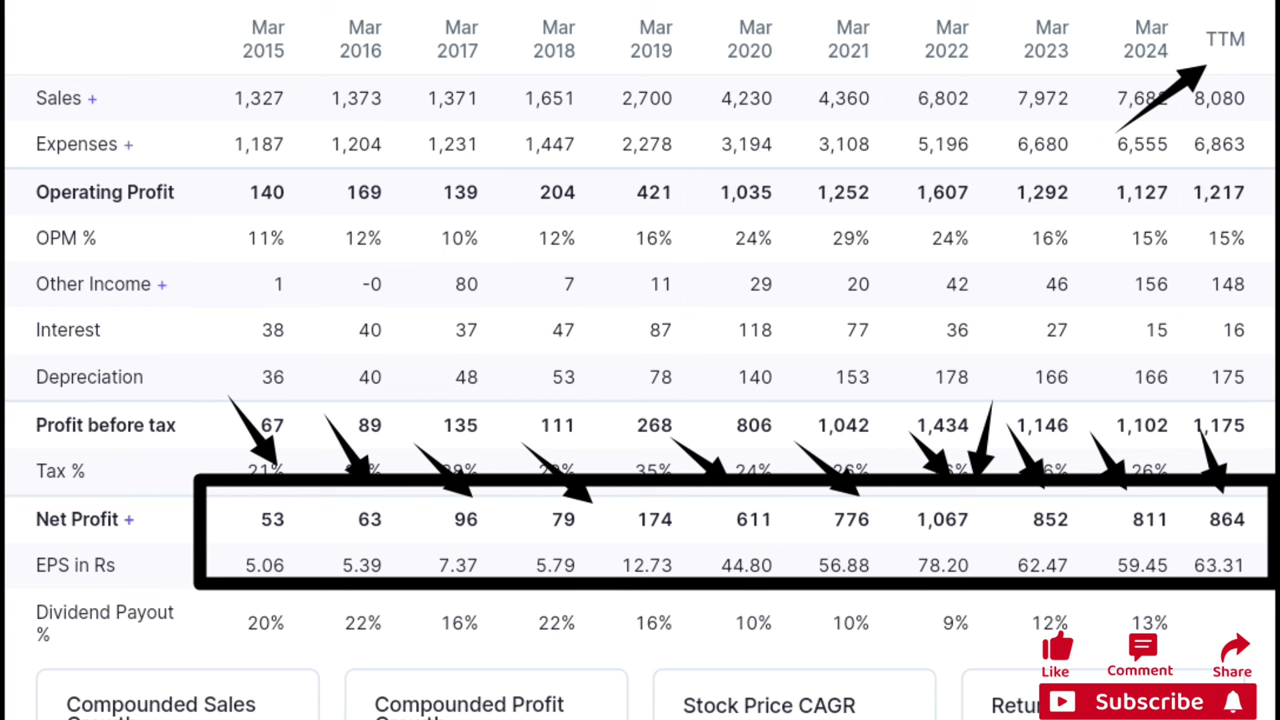 Mar 2015 Mar 2016 Mar 2017 Mar 2018 Mar 2019 Mar 2020 Mar 2021 Mar 2022 Mar 2023 Mar 2024 TTM
Sales + 1,327 1,373 1,371 1,651 2,700 4,230 4,360 6,802 7,972 8,080
Expenses + 1,187 1,204 1,231 1,447 2,278 3,194 3,108 5,196 6,680 6,555 6,863
Operating Profit 140 169 139 204 421 1,035 1,252 1,607 1,292 1,127 1,217
OPM % 11% 12% 10% 12% 16% 24% 29% 24% 16% 15% 15%
Other Income + 1 -0 80 7 11 29 20 42 46 156 148
Interest 38 40 37 47 87 118 77 36 27 15 16
Depreciation 36 40 48 53 78 140 153 178 166 166 175
Profit before tax 67 89 135 111 268 806 1,042 1,434 1,146 1,102 1,175
Tax % 21% 35% 24% 26%
Net Profit + 53 63 96 79 174 611 776 1,067 852 811 864
EPS in Rs 5.06 5.39 7.37 5.79 12.73 44.80 56.88 78.20 62.47 59.45 63.31
Dividend Payout
% 20% 22% 16% 22% 16% 10% 10% 9% 12% 13%
Like Comment Share
Compounded Sales Compounded Profit Stock Price CAGR
Growth Growth
Subscribe